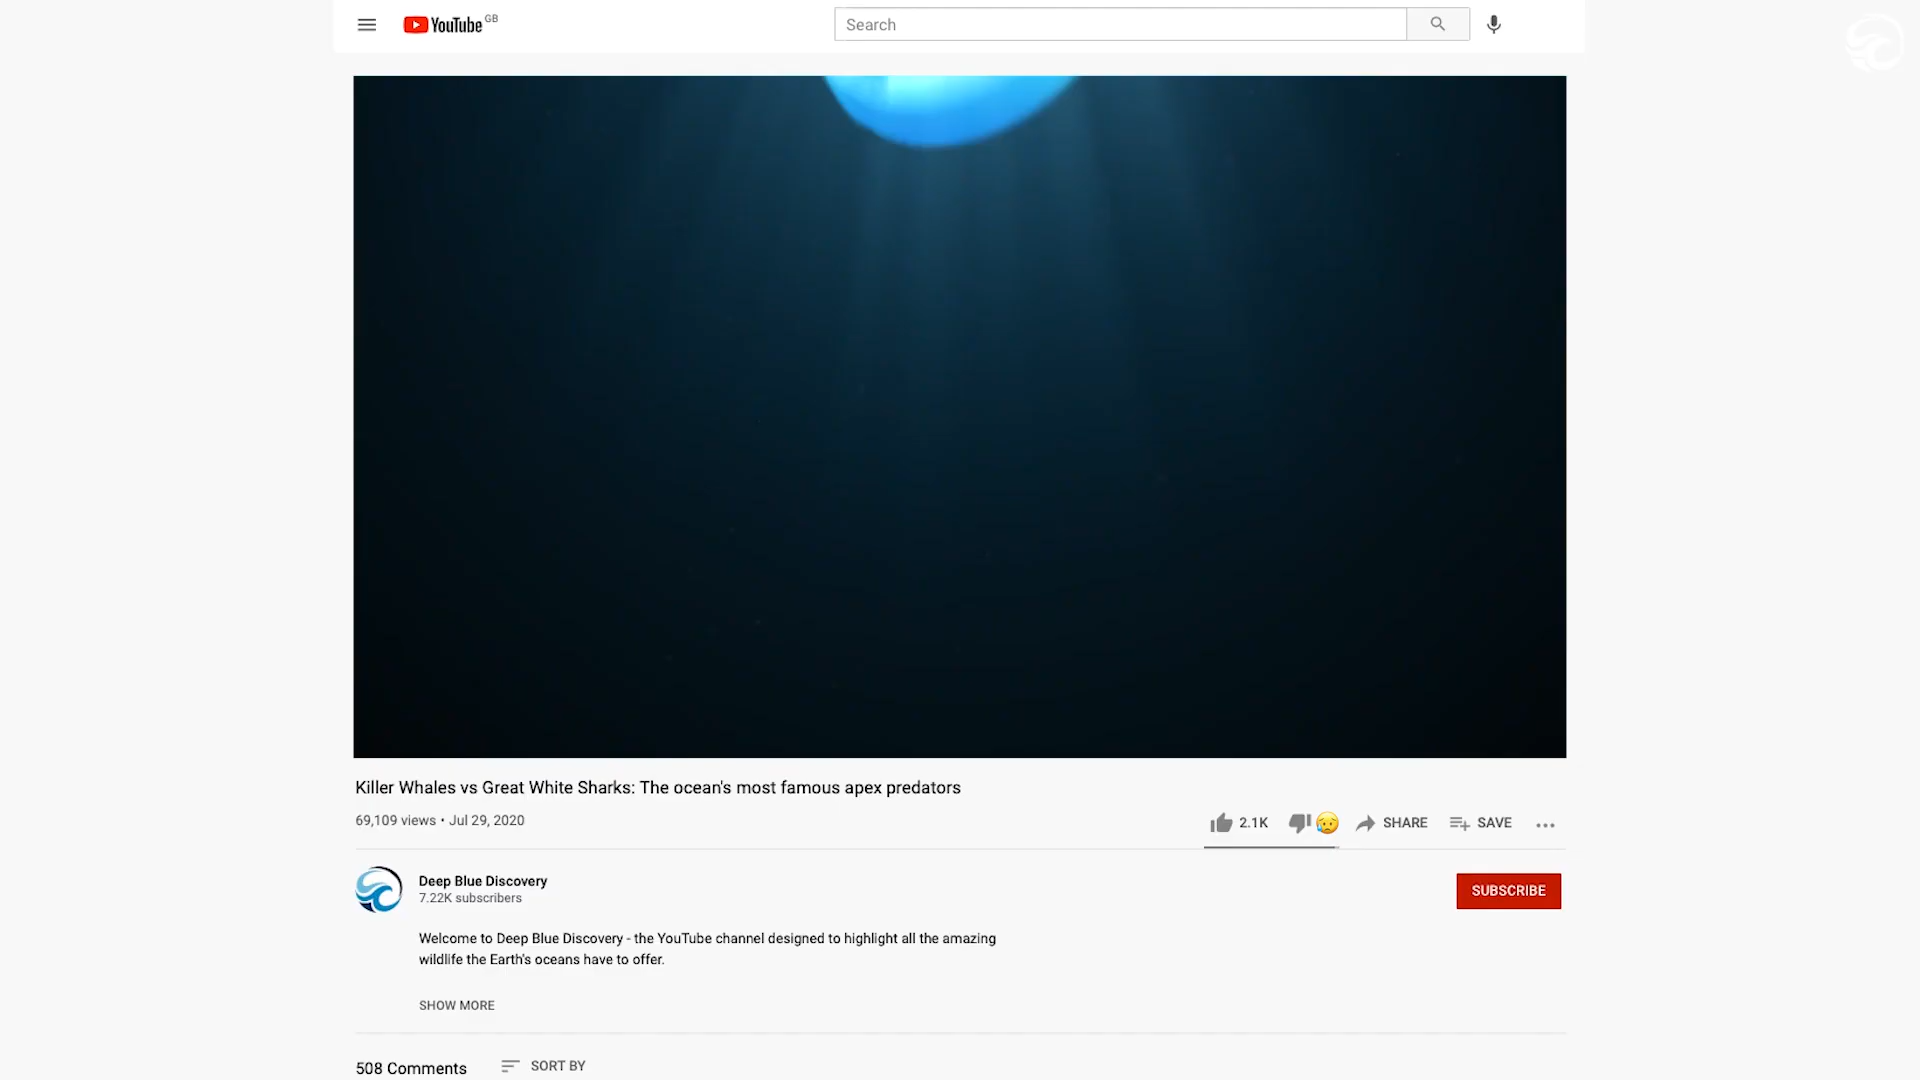 YouTube GB
Search
Killer Whales vs Great White Sharks: The ocean's most famous apex predators
69,109 views • Jul 29, 2020
2.1K
SHARE
SAVE
Deep Blue Discovery
7.22K subscribers
SUBSCRIBE
Welcome to Deep Blue Discovery - the YouTube channel designed to highlight all the amazing
wildlife the Earth's oceans have to offer.
SHOW MORE
508 Comments
SORT BY